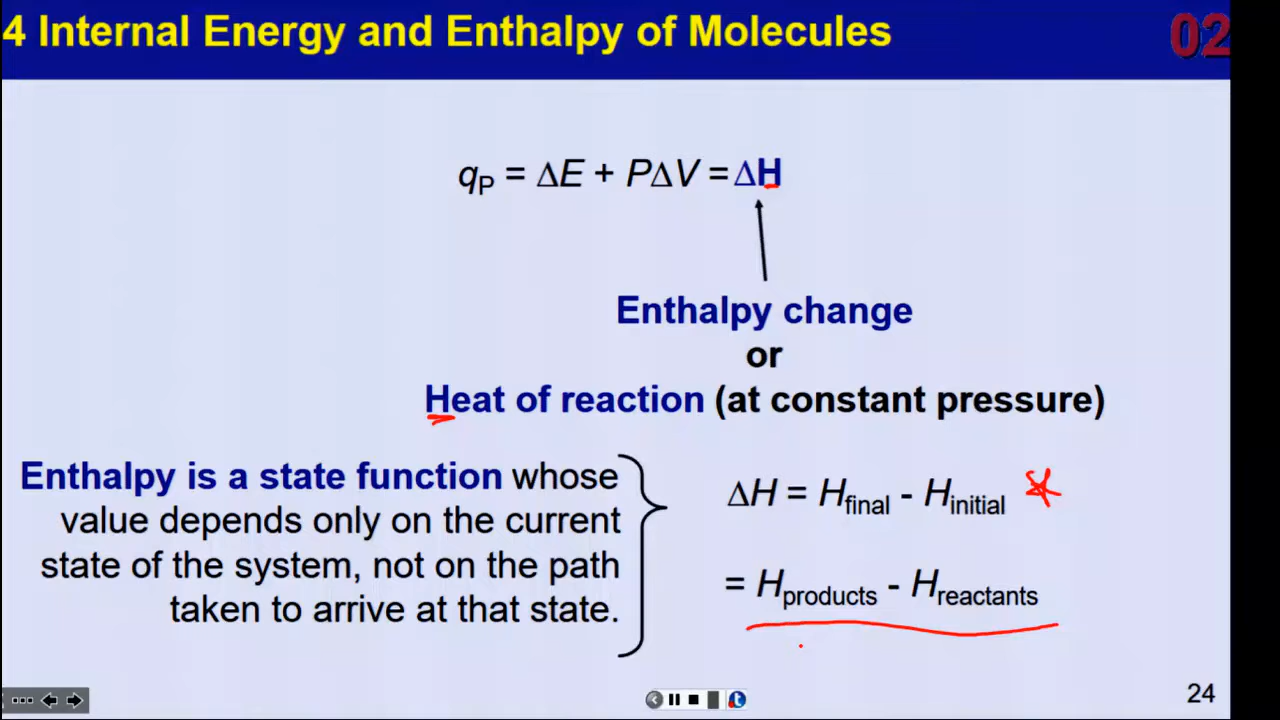 4 Internal Energy and Enthalpy of Molecules
02
qP = ΔE + PΔV = ΔH
Enthalpy change
or
Heat of reaction (at constant pressure)
Enthalpy is a state function whose
value depends only on the current
state of the system, not on the path
taken to arrive at that state.
ΔH = Hfinal - Hinitial
= Hproducts - Hreactants
24